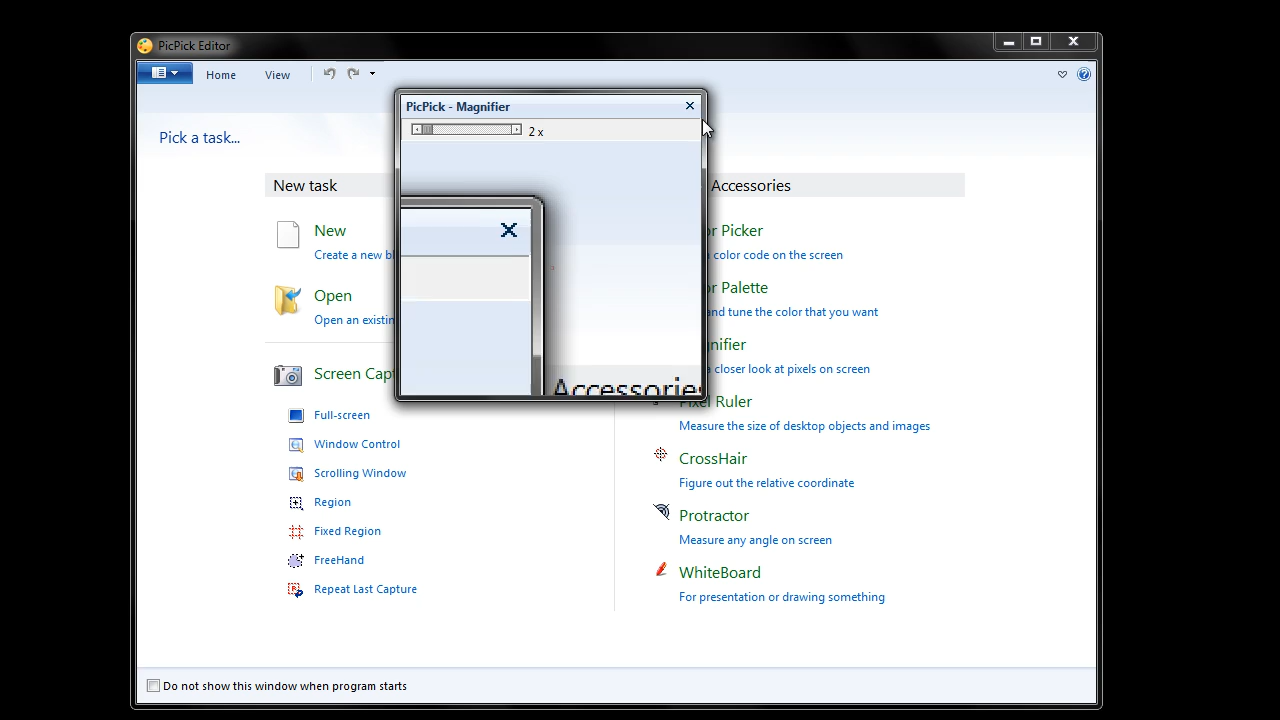 PicPick Editor
Home
View
PicPick - Magnifier
2 x
Accessories
Pick a task...
New task
Accessories
New
Create a new bl
Open
Open an existin
Screen Cap
Full-screen
Window Control
Scrolling Window
Region
Fixed Region
FreeHand
Repeat Last Capture
or Picker
color code on the screen
or Palette
and tune the color that you want
gnifier
a closer look at pixels on screen
Pixel Ruler
Measure the size of desktop objects and images
CrossHair
Figure out the relative coordinate
Protractor
Measure any angle on screen
WhiteBoard
For presentation or drawing something
Do not show this window when program starts